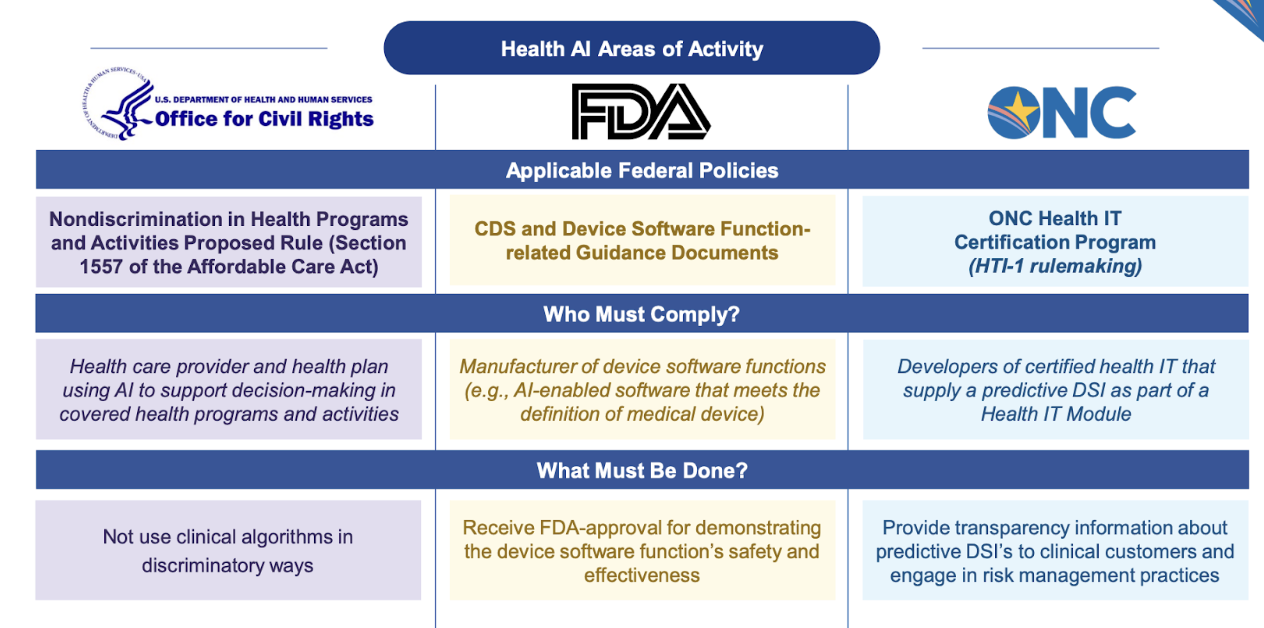 Health AI Areas of Activity
DEPARTMENT OF HEALTH & HUMAN SERVICES · USA
U.S. DEPARTMENT OF HEALTH AND HUMAN SERVICES
Office for Civil Rights
FDA
ONC
Applicable Federal Policies
Nondiscrimination in Health Programs
and Activities Proposed Rule (Section
1557 of the Affordable Care Act)
CDS and Device Software Function-
related Guidance Documents
ONC Health IT
Certification Program
(HTI-1 rulemaking)
Who Must Comply?
Health care provider and health plan
using AI to support decision-making in
covered health programs and activities
Manufacturer of device software functions
(e.g., AI-enabled software that meets the
definition of medical device)
Developers of certified health IT that
supply a predictive DSI as part of a
Health IT Module
What Must Be Done?
Not use clinical algorithms in
discriminatory ways
Receive FDA-approval for demonstrating
the device software function's safety and
effectiveness
Provide transparency information about
predictive DSI's to clinical customers and
engage in risk management practices